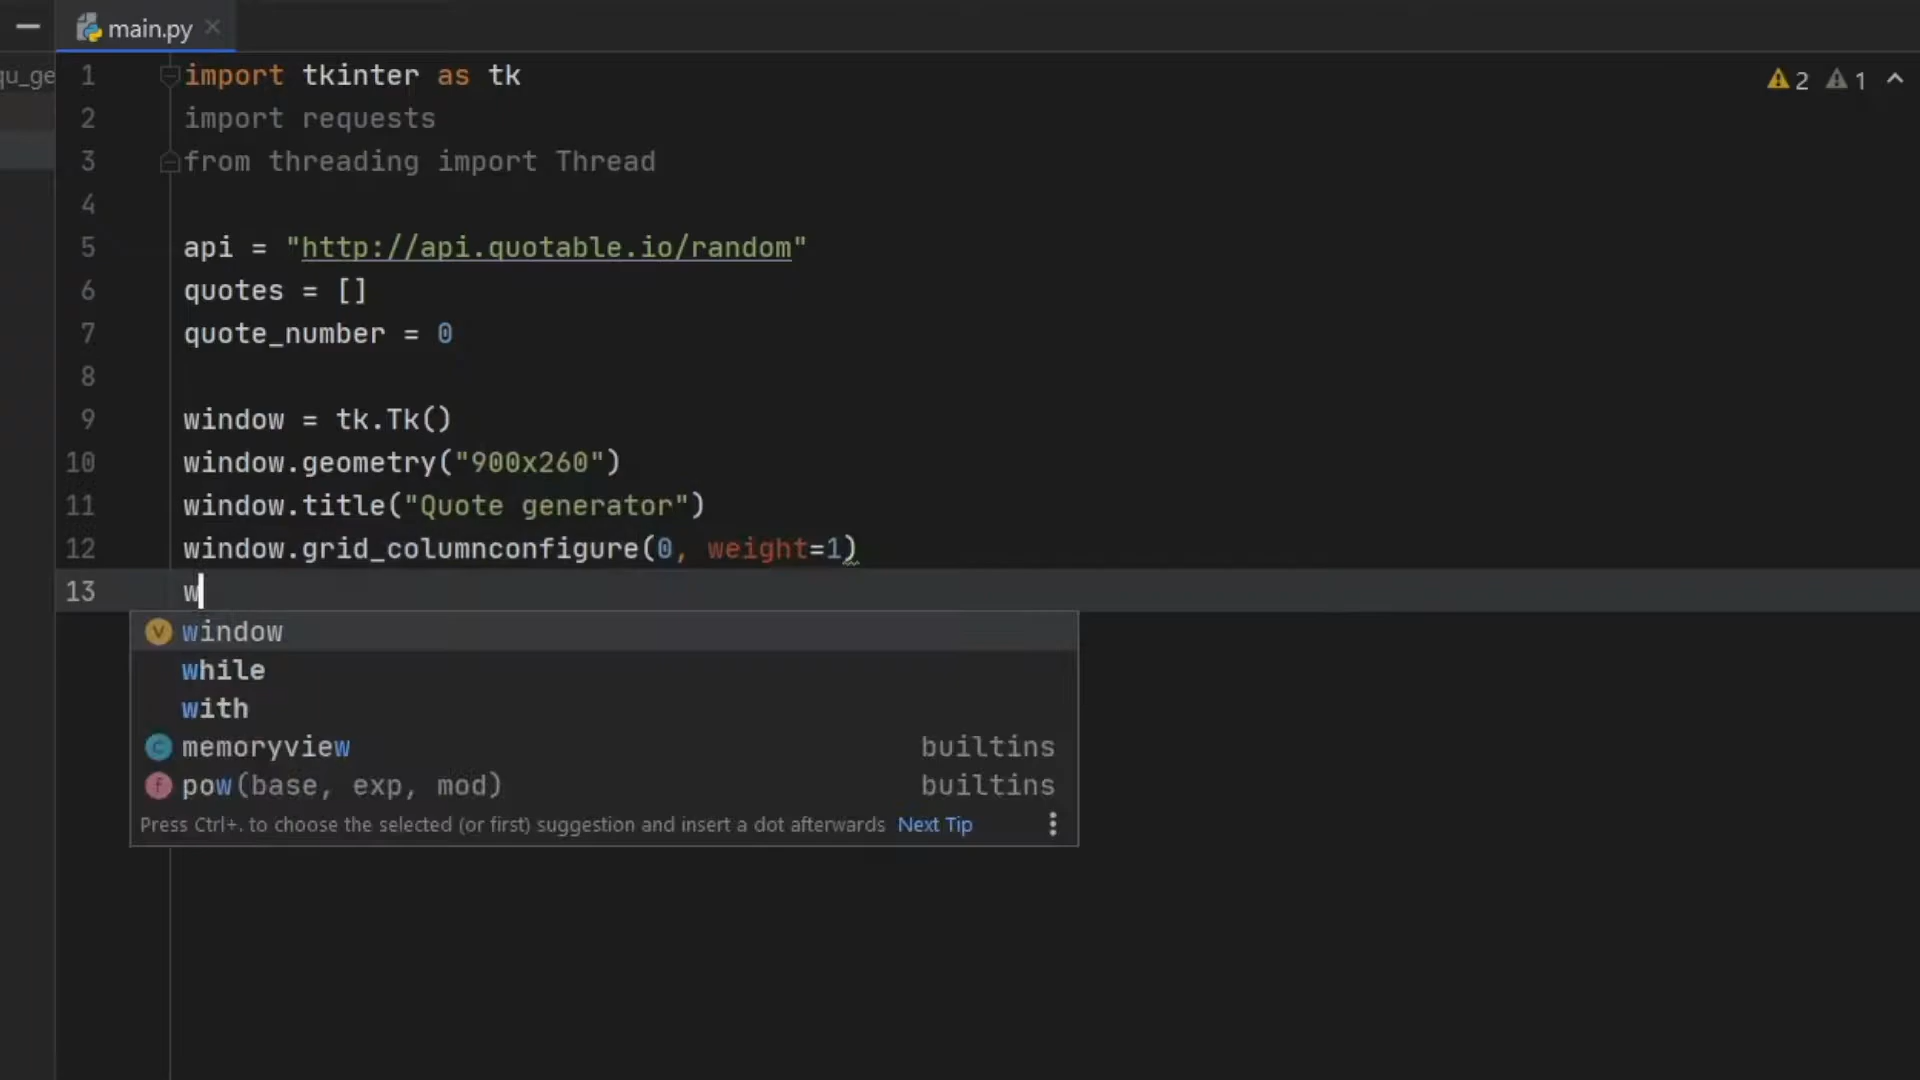 main.py
qu_ge
2 1
1 import tkinter as tk
2 import requests
3 from threading import Thread
4
5 api = "http://api.quotable.io/random"
6 quotes = []
7 quote_number = 0
8
9 window = tk.Tk()
10 window.geometry("900x260")
11 window.title("Quote generator")
12 window.grid_columnconfigure(0, weight=1)
13 w
V window
while
with
C memoryview builtins
f pow(base, exp, mod) builtins
Press Ctrl+. to choose the selected (or first) suggestion and insert a dot afterwards Next Tip